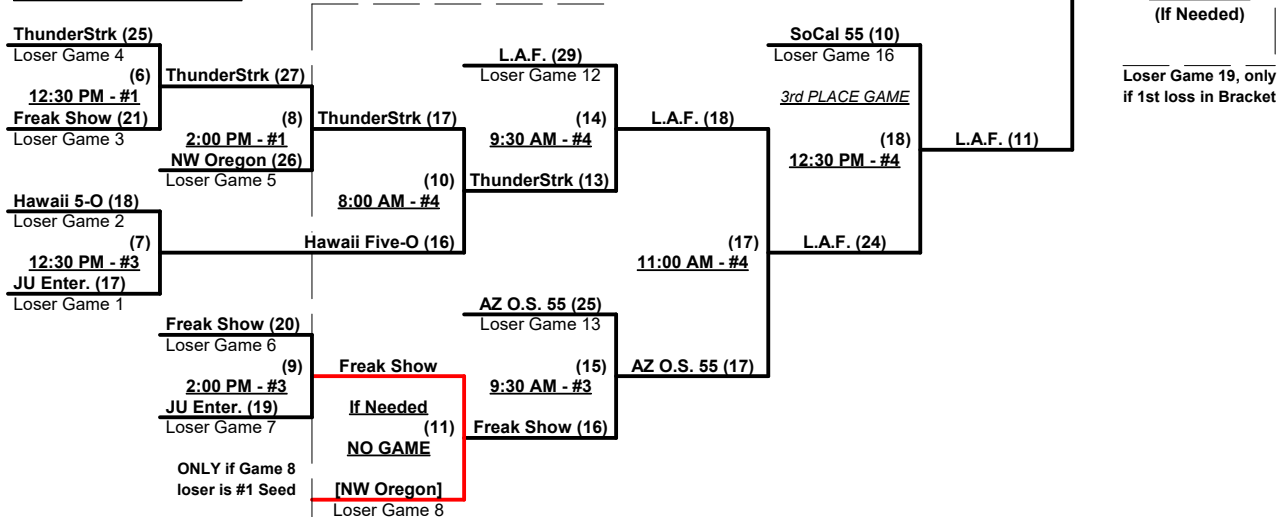 (If Needed)
ThunderStrk (25)
Loser Game 4
(6)
12:30 PM - #1
Freak Show (21)
Loser Game 3
ThunderStrk (27)
(8)
2:00 PM - #1
NW Oregon (26)
Loser Game 5
Hawaii 5-O (18)
Loser Game 2
(7)
12:30 PM - #3
JU Enter. (17)
Loser Game 1
ThunderStrk (17)
(10)
8:00 AM - #4
Hawaii Five-O (16)
L.A.F. (29)
Loser Game 12
(14)
9:30 AM - #4
ThunderStrk (13)
L.A.F. (18)
(17)
11:00 AM - #4
SoCal 55 (10)
Loser Game 16
3rd PLACE GAME
(18)
12:30 PM - #4
L.A.F. (24)
L.A.F. (11)
Loser Game 19, only
if 1st loss in Bracket
Freak Show (20)
Loser Game 6
(9)
2:00 PM - #3
JU Enter. (19)
Loser Game 7
ONLY if Game 8
loser is #1 Seed
Freak Show
If Needed
(11)
NO GAME
[NW Oregon]
Loser Game 8
AZ O.S. 55 (25)
Loser Game 13
(15)
9:30 AM - #3
Freak Show (16)
AZ O.S. 55 (17)